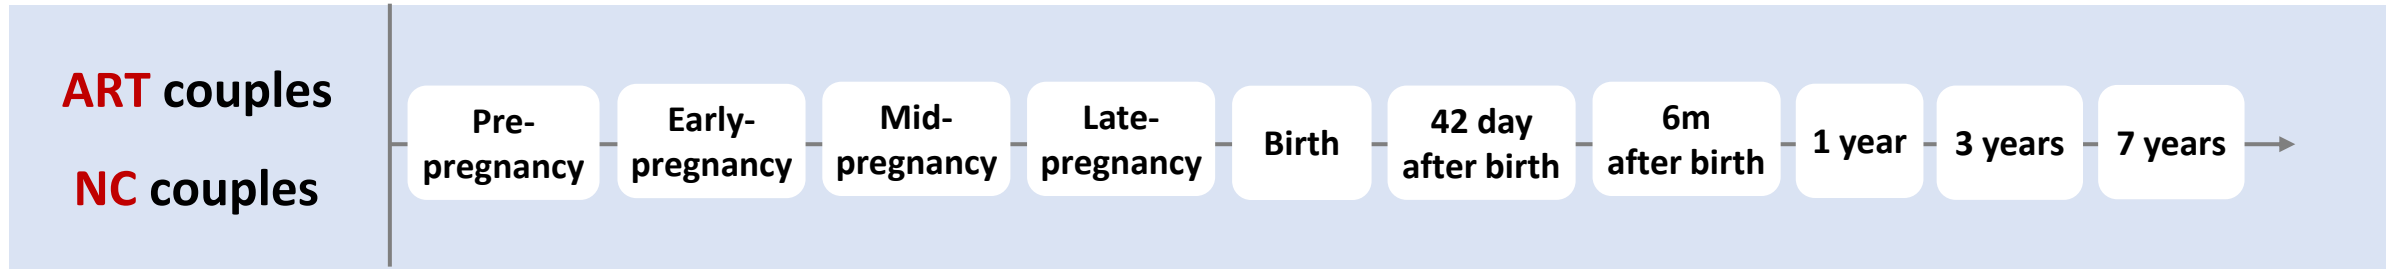 ART couples
NC couples
Pre-
pregnancy
Early-
pregnancy
Mid-
pregnancy
Late-
pregnancy
Birth
42 day
after birth
6m
after birth
1 year
3 years
7 years